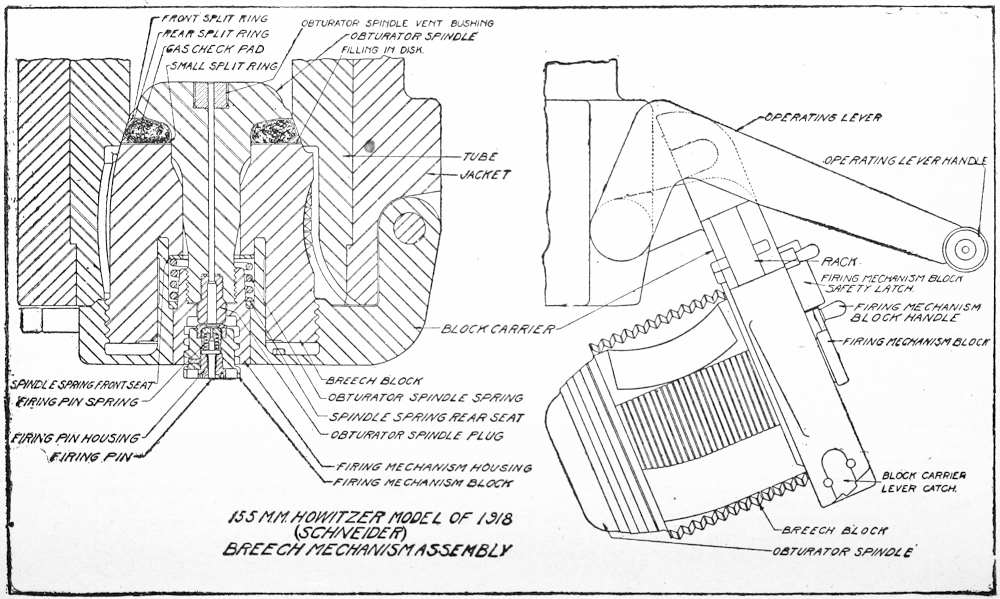 FRONT SPLIT RING
REAR SPLIT RING
GAS CHECK PAD
SMALL SPLIT RING
OBTURATOR SPINDLE VENT BUSHING
OBTURATOR SPINDLE
FILLING IN DISK.
TUBE
JACKET
BLOCK CARRIER
SPINDLE SPRING FRONT SEAT
FIRING PIN SPRING
FIRING PIN HOUSING
FIRING PIN
BREECH BLOCK
OBTURATOR SPINDLE SPRING
SPINDLE SPRING REAR SEAT
OBTURATOR SPINDLE PLUG
FIRING MECHANISM HOUSING
FIRING MECHANISM BLOCK
OPERATING LEVER
OPERATING LEVER HANDLE
RACK
FIRING MECHANISM BLOCK
SAFETY LATCH.
FIRING MECHANISM
BLOCK HANDLE
FIRING MECHANISM BLOCK
BLOCK CARRIER
LEVER CATCH.
BREECH BLOCK
OBTURATOR SPINDLE
155 M.M. HOWITZER MODEL OF 1918
(SCHNEIDER)
BREECH MECHANISM ASSEMBLY